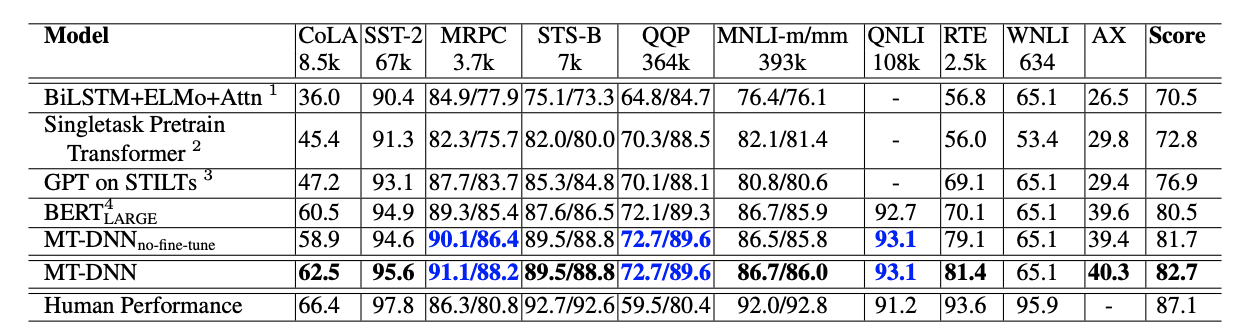 Model CoLA SST-2 MRPC STS-B QQP MNLI-m/mm QNLI RTE WNLI AX Score
8.5k 67k 3.7k 7k 364k 393k 108k 2.5k 634
BiLSTM+ELMo+Attn 1 36.0 90.4 84.9/77.9 75.1/73.3 64.8/84.7 76.4/76.1 - 56.8 65.1 26.5 70.5
Singletask Pretrain
Transformer 2 45.4 91.3 82.3/75.7 82.0/80.0 70.3/88.5 82.1/81.4 - 56.0 53.4 29.8 72.8
GPT on STILTs 3 47.2 93.1 87.7/83.7 85.3/84.8 70.1/88.1 80.8/80.6 - 69.1 65.1 29.4 76.9
BERT4LARGE 60.5 94.9 89.3/85.4 87.6/86.5 72.1/89.3 86.7/85.9 92.7 70.1 65.1 39.6 80.5
MT-DNNno-fine-tune 58.9 94.6 90.1/86.4 89.5/88.8 72.7/89.6 86.5/85.8 93.1 79.1 65.1 39.4 81.7
MT-DNN 62.5 95.6 91.1/88.2 89.5/88.8 72.7/89.6 86.7/86.0 93.1 81.4 65.1 40.3 82.7
Human Performance 66.4 97.8 86.3/80.8 92.7/92.6 59.5/80.4 92.0/92.8 91.2 93.6 95.9 - 87.1